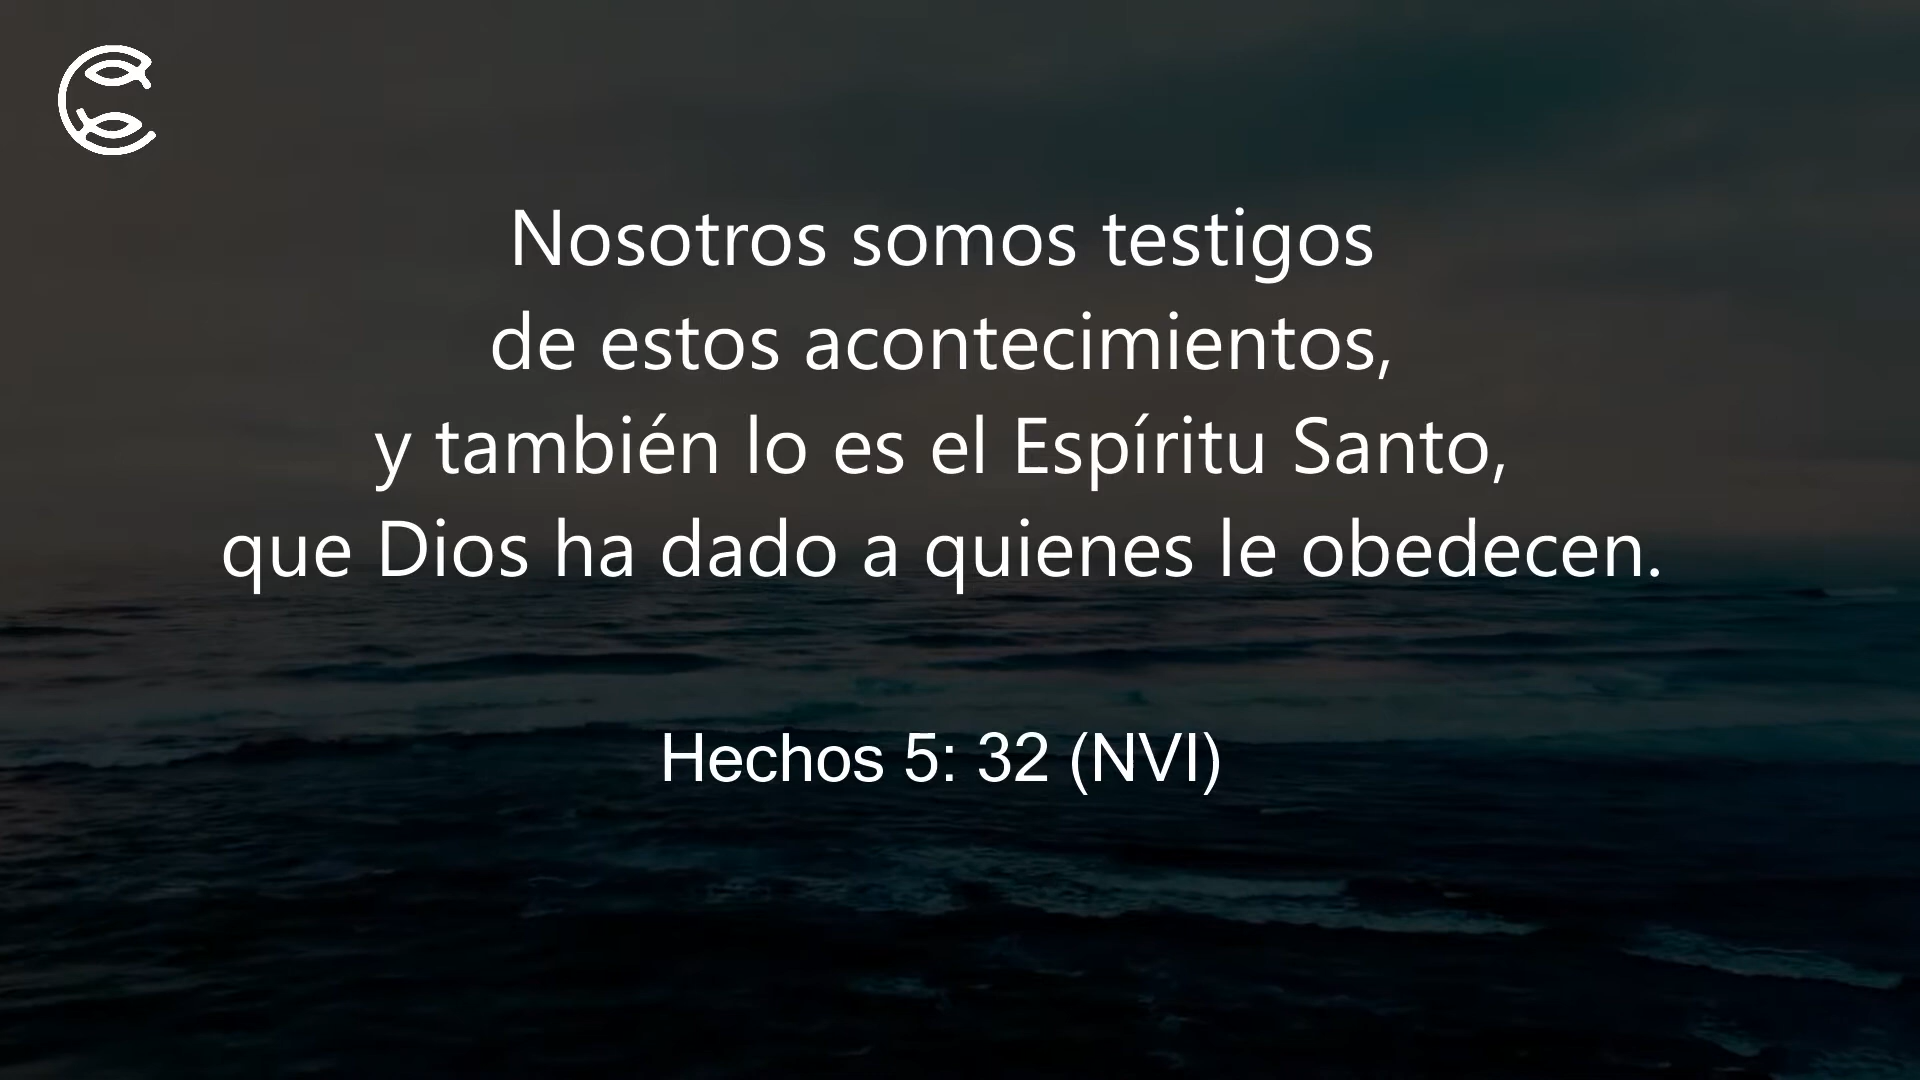 Nosotros somos testigos
de estos acontecimientos,
y también lo es el Espíritu Santo,
que Dios ha dado a quienes le obedecen.
Hechos 5: 32 (NVI)